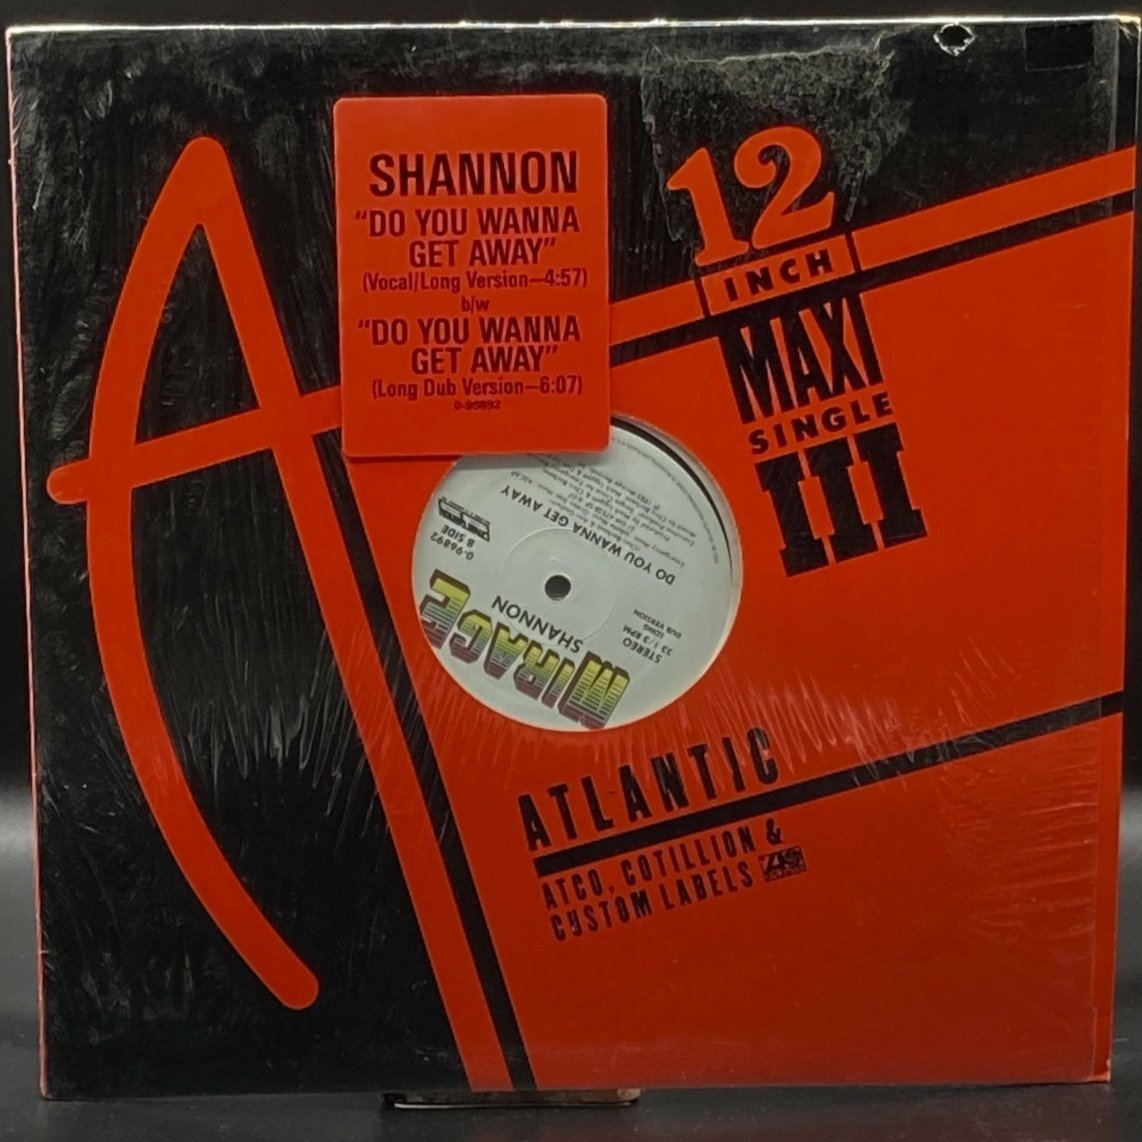 SHANNON
"DO YOU WANNA
GET AWAY"
(Vocal/Long Version—4:57)
b/w
"DO YOU WANNA
GET AWAY"
(Long Dub Version—6:07)
0-96892
12
INCH
MAXI
SINGLE
III
MIRAGE
SHANNON
STEREO
33 1/3 RPM
LONG
DUB VERSION
0-96892
B SIDE
DO YOU WANNA GET AWAY
ATLANTIC
ATCO, COTILLION &
CUSTOM LABELS